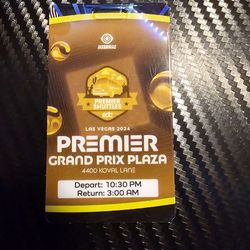 PREMIER
SHUTTLES
edc
LAS VEGAS 2024
PREMIER
GRAND PRIX PLAZA
4400 KOVAL LANE
Depart: 10:30 PM
Return: 3:00 AM